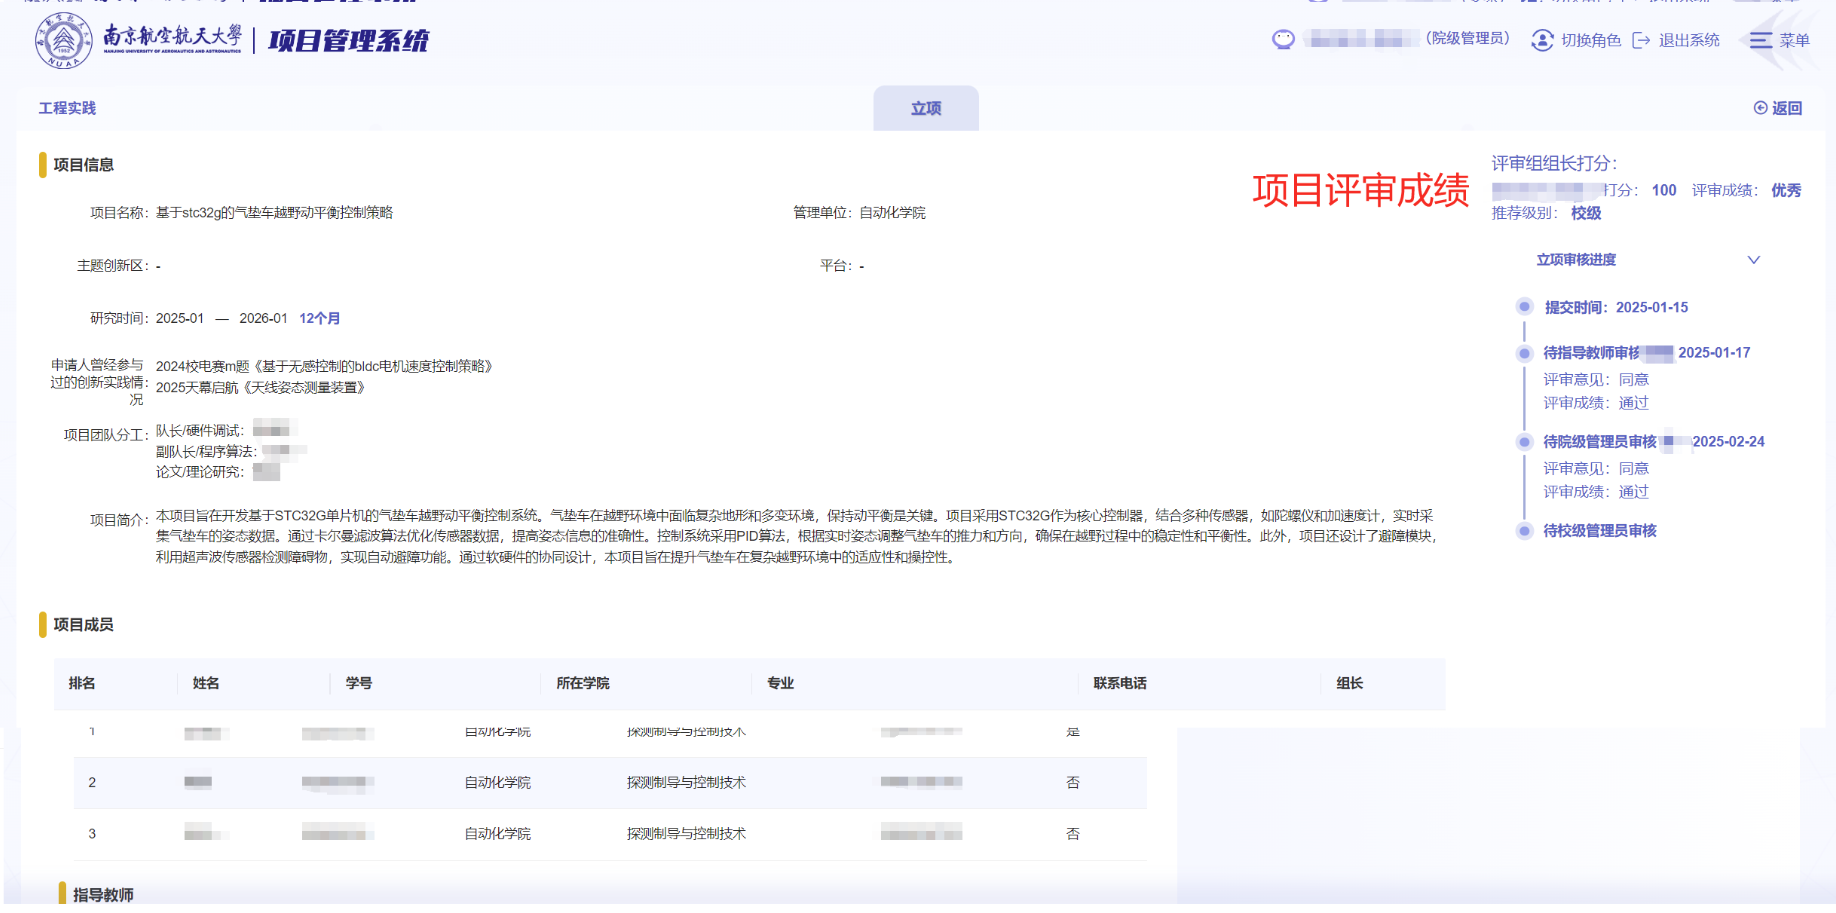 南京航空航天大學
NANJING UNIVERSITY OF AERONAUTICS AND ASTRONAUTICS
1952
NUAA
项目管理系统
(院级管理员)
切换角色
退出系统
菜单
工程实践
立项
返回
项目信息
项目评审成绩
评审组组长打分：
打分： 100 评审成绩： 优秀
推荐级别： 校级
项目名称：基于stc32g的气垫车越野动平衡控制策略
管理单位：自动化学院
主题创新区：-
平台：-
研究时间：2025-01 — 2026-01 12个月
申请人曾经参与过的创新实践情况：
2024校电赛m题《基于无感控制的bldc电机速度控制策略》
2025天幕启航《天线姿态测量装置》
项目团队分工：
队长/硬件调试：
副队长/程序算法：
论文/理论研究：
项目简介：
本项目旨在开发基于STC32G单片机的气垫车越野动平衡控制系统。气垫车在越野环境中面临复杂地形和多变环境，保持动平衡是关键。项目采用STC32G作为核心控制器，结合多种传感器，如陀螺仪和加速度计，实时采
集气垫车的姿态数据。通过卡尔曼滤波算法优化传感器数据，提高姿态信息的准确性。控制系统采用PID算法，根据实时姿态调整气垫车的推力和方向，确保在越野过程中的稳定性和平衡性。此外，项目还设计了避障模块，
利用超声波传感器检测障碍物，实现自动避障功能。通过软硬件的协同设计，本项目旨在提升气垫车在复杂越野环境中的适应性和操控性。
立项审核进度
提交时间：2025-01-15
待指导教师审核 2025-01-17
评审意见：同意
评审成绩：通过
待院级管理员审核 2025-02-24
评审意见：同意
评审成绩：通过
待校级管理员审核
项目成员
排名 姓名 学号 所在学院 专业 联系电话 组长
1 自动化学院 探测制导与控制技术 是
2 自动化学院 探测制导与控制技术 否
3 自动化学院 探测制导与控制技术 否
指导教师